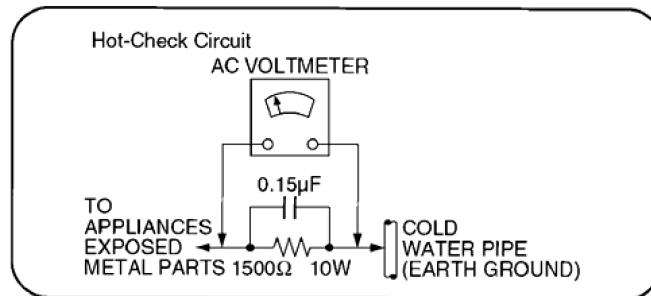 Hot-Check Circuit
AC VOLTMETER
0.15µF
TO
APPLIANCES
EXPOSED
METAL PARTS
1500Ω
10W
COLD
WATER PIPE
(EARTH GROUND)